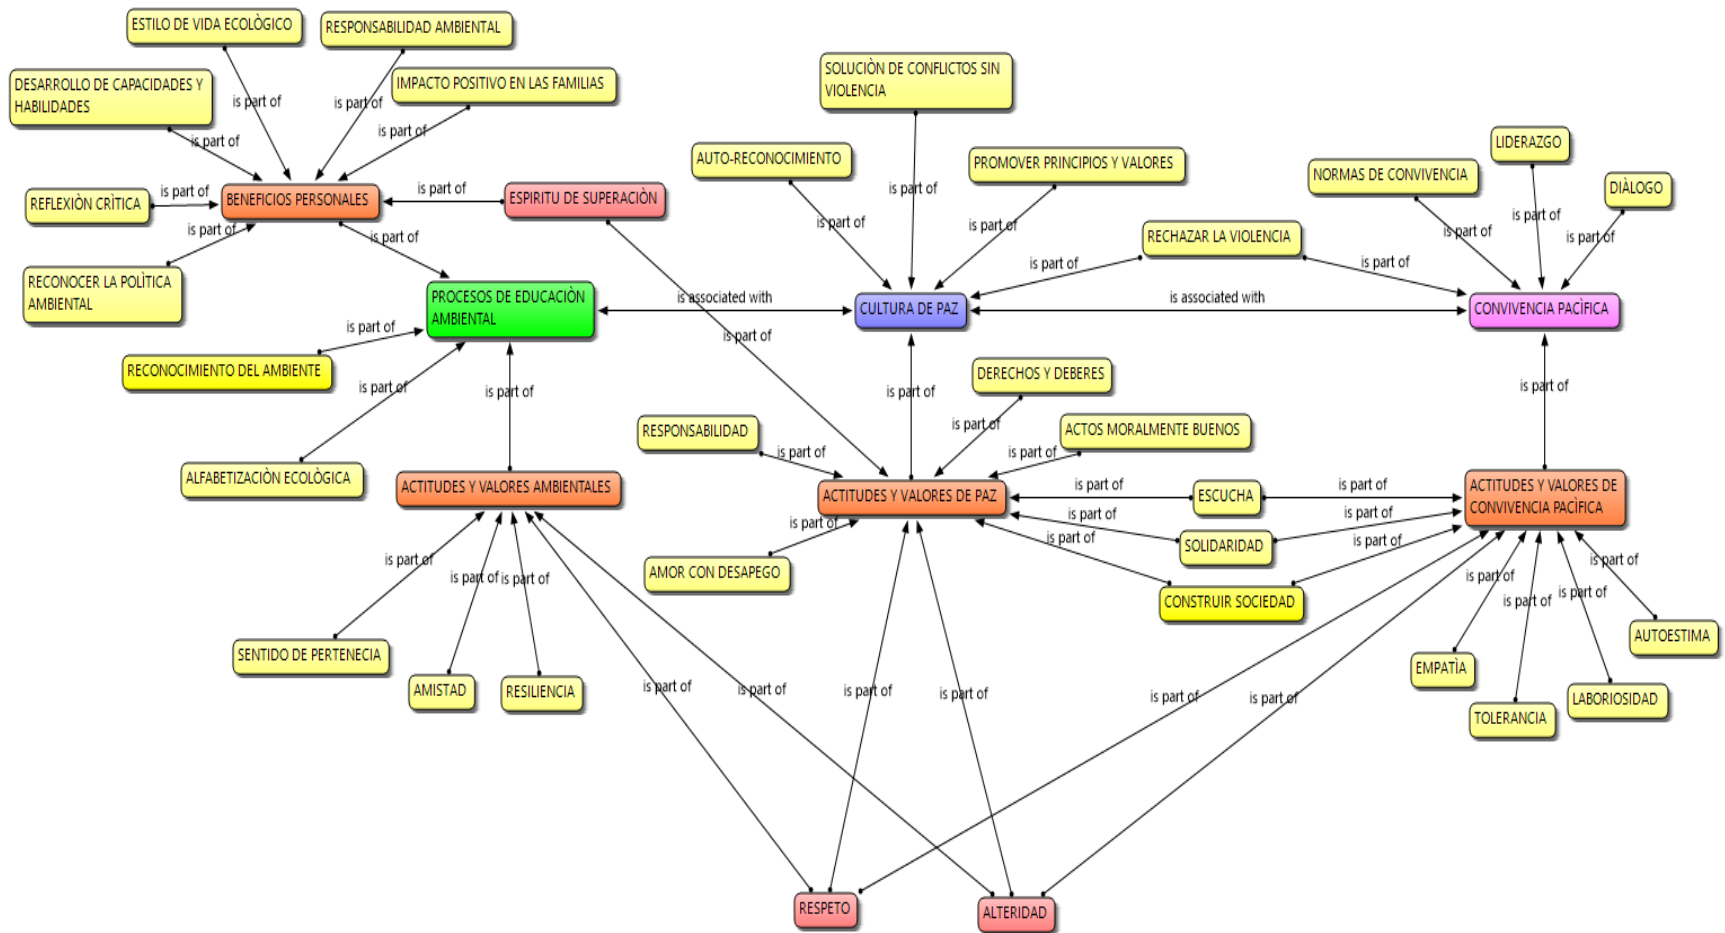 ESTILO DE VIDA ECOLÒGICO
RESPONSABILIDAD AMBIENTAL
DESARROLLO DE CAPACIDADES Y
HABILIDADES
IMPACTO POSITIVO EN LAS FAMILIAS
SOLUCIÒN DE CONFLICTOS SIN
VIOLENCIA
is part of
is part of
is part of
is part of
AUTO-RECONOCIMIENTO
PROMOVER PRINCIPIOS Y VALORES
is part of
LIDERAZGO
NORMAS DE CONVIVENCIA
DIÀLOGO
REFLEXIÒN CRÌTICA
is part of
BENEFICIOS PERSONALES
is part of
ESPIRITU DE SUPERACIÒN
is part of
is part of
is part of
is part of
is part of
is part of
RECHAZAR LA VIOLENCIA
is part of
is part of
is part of
is part of
RECONOCER LA POLÌTICA
AMBIENTAL
PROCESOS DE EDUCACIÒN
AMBIENTAL
is associated with
CULTURA DE PAZ
is associated with
CONVIVENCIA PACÌFICA
is part of
is part of
RECONOCIMIENTO DEL AMBIENTE
is part of
is part of
is part of
DERECHOS Y DEBERES
is part of
RESPONSABILIDAD
is part of
ACTOS MORALMENTE BUENOS
is part of
is part of
ALFABETIZACIÒN ECOLÒGICA
ACTITUDES Y VALORES AMBIENTALES
ACTITUDES Y VALORES DE PAZ
is part of
ESCUCHA
is part of
ACTITUDES Y VALORES DE
CONVIVENCIA PACÌFICA
is part of
is part of
is part of
SOLIDARIDAD
is part of
is part of
AMOR CON DESAPEGO
CONSTRUIR SOCIEDAD
is part of
is part of
is part of
is part of
is part of
is part of
is part of
SENTIDO DE PERTENECIA
AMISTAD
RESILIENCIA
AUTOESTIMA
EMPATÌA
LABORIOSIDAD
TOLERANCIA
is part of
is part of
is part of
is part of
is part of
is part of
RESPETO
ALTERIDAD